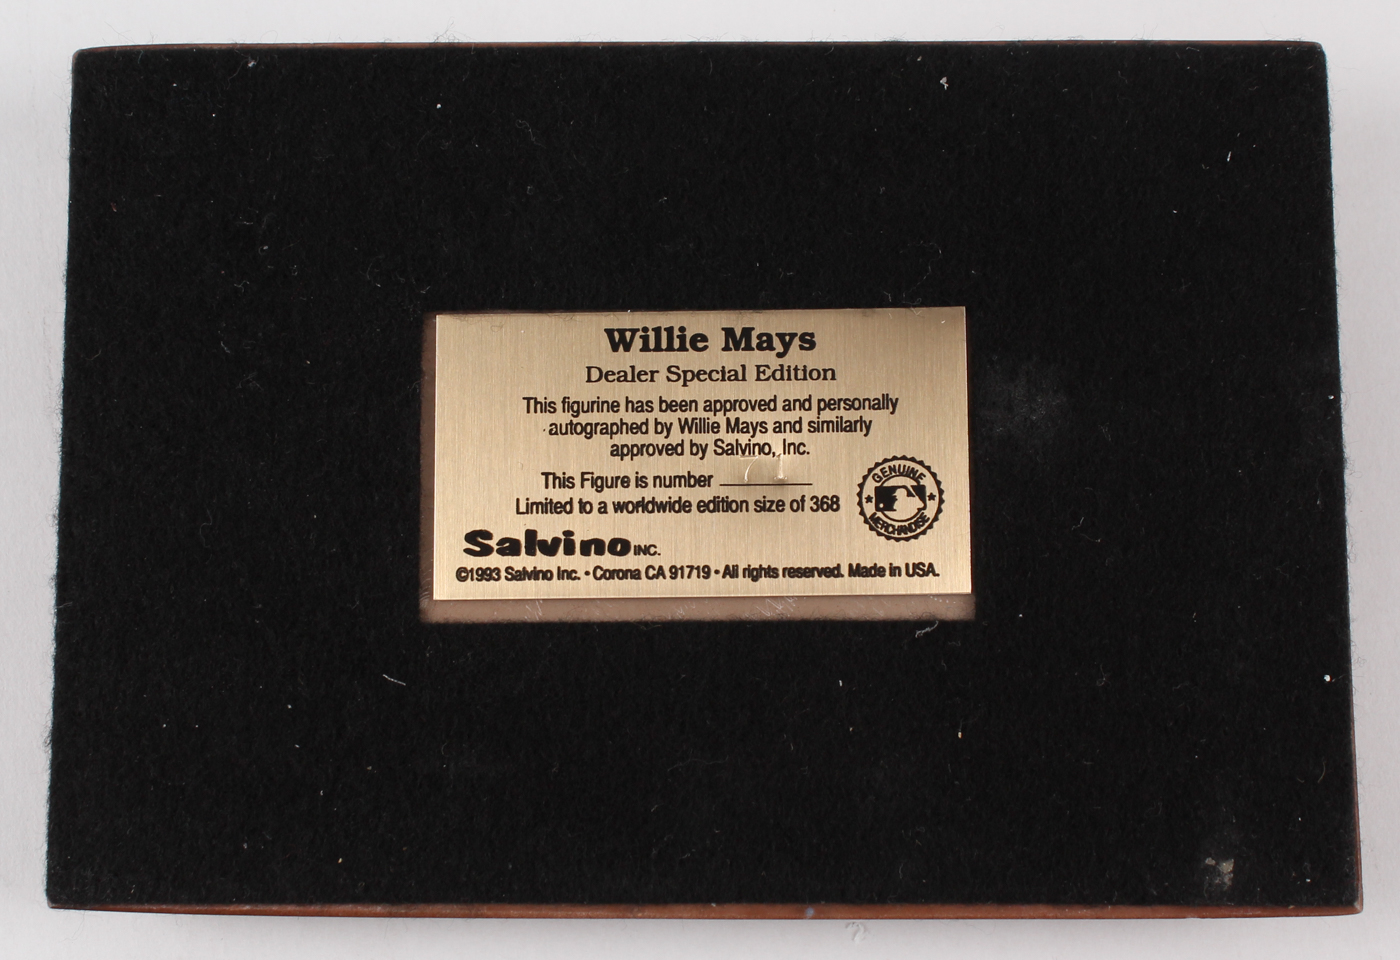 Willie Mays
Dealer Special Edition
This figurine has been approved and personally
autographed by Willie Mays and similarly
approved by Salvino, Inc.
This Figure is number
Limited to a worldwide edition size of 368
GENUINE
MERCHANDISE
Salvino INC.
©1993 Salvino Inc. • Corona CA 91719 • All rights reserved. Made in USA.